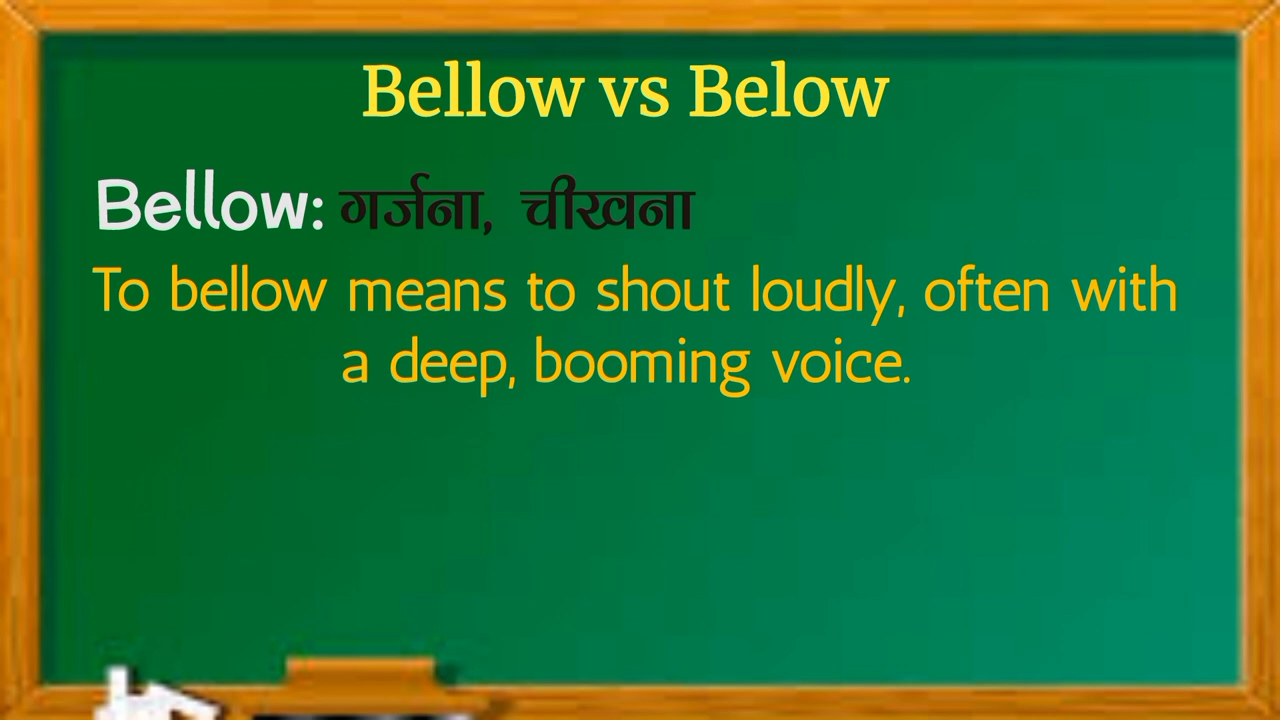 Bellow vs Below
Bellow: गर्जना, चीखना
To bellow means to shout loudly, often with
a deep, booming voice.